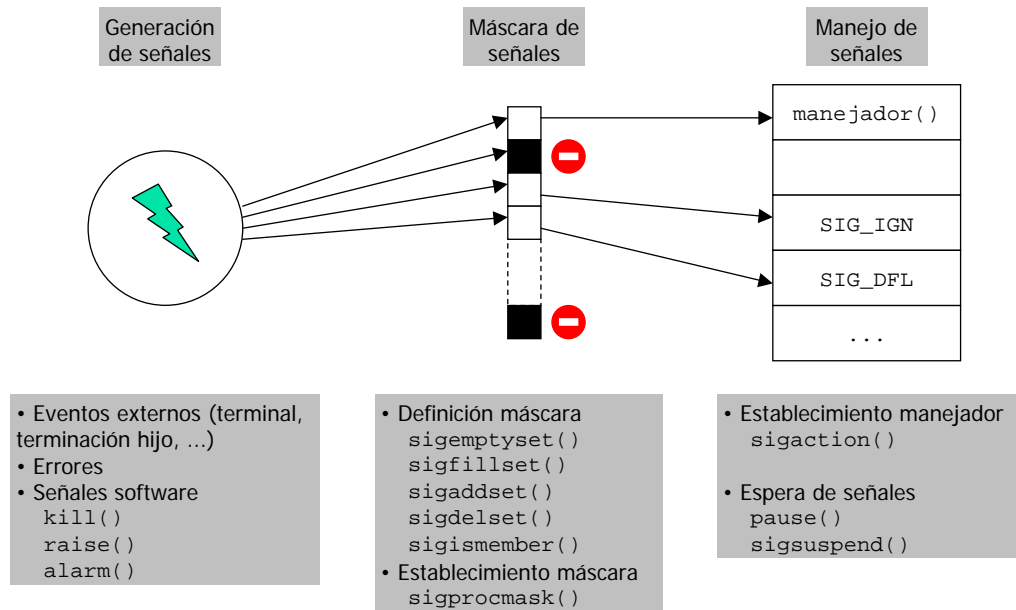 Generación
de señales
Máscara de
señales
Manejo de
señales
manejador()
SIG_IGN
SIG_DFL
...
• Eventos externos (terminal,
terminación hijo, ...)
• Errores
• Señales software
kill()
raise()
alarm()
• Definición máscara
sigemptyset()
sigfillset()
sigaddset()
sigdelset()
sigismember()
• Establecimiento máscara
sigprocmask()
• Establecimiento manejador
sigaction()
• Espera de señales
pause()
sigsuspend()